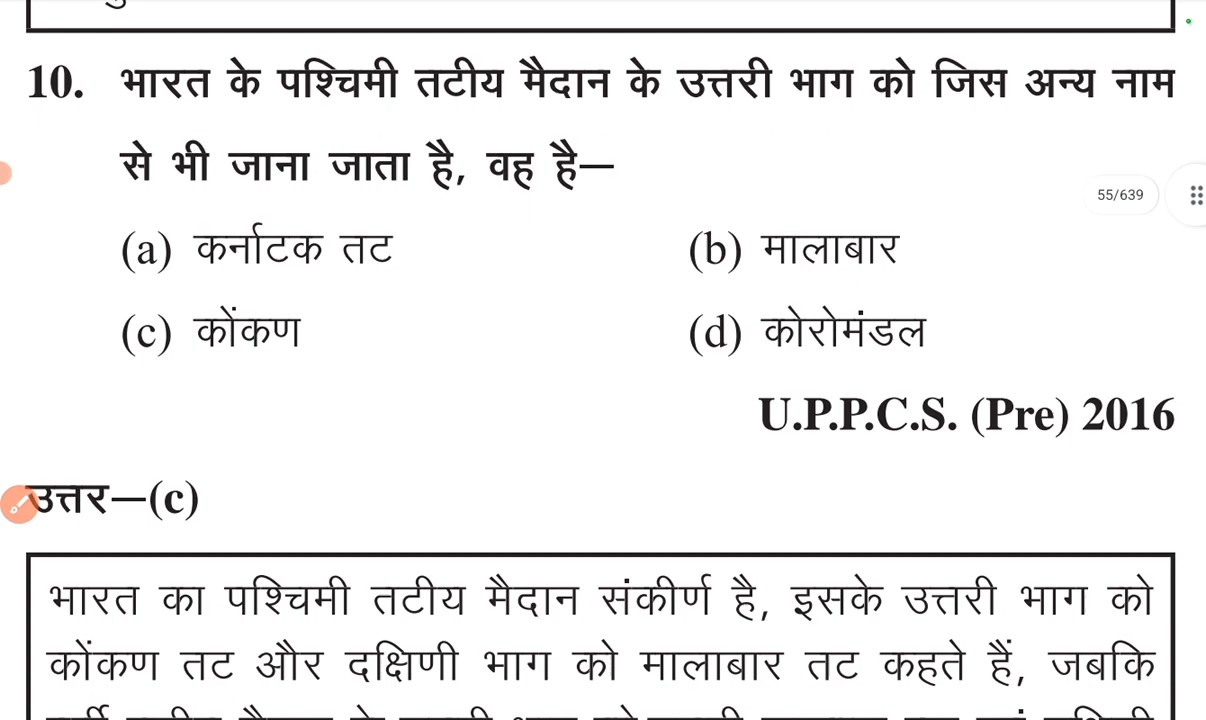 10. भारत के पश्चिमी तटीय मैदान के उत्तरी भाग को जिस अन्य नाम
से भी जाना जाता है, वह है—
55/639
(a) कर्नाटक तट (b) मालाबार
(c) कोंकण (d) कोरोमंडल
U.P.P.C.S. (Pre) 2016
उत्तर—(c)
भारत का पश्चिमी तटीय मैदान संकीर्ण है, इसके उत्तरी भाग को
कोंकण तट और दक्षिणी भाग को मालाबार तट कहते हैं, जबकि